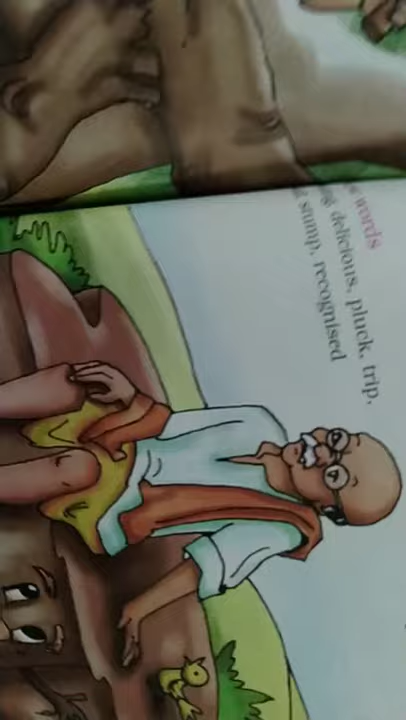 words
delicious, pluck, trip,
stump, recognised